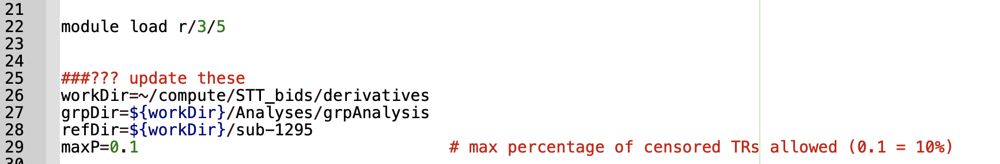 21
22 module load r/3/5
23
24
25 ###??? update these
26 workDir=~/compute/STT_bids/derivatives
27 grpDir=${workDir}/Analyses/grpAnalysis
28 refDir=${workDir}/sub-1295
29 maxP=0.1 # max percentage of censored TRs allowed (0.1 = 10%)
30